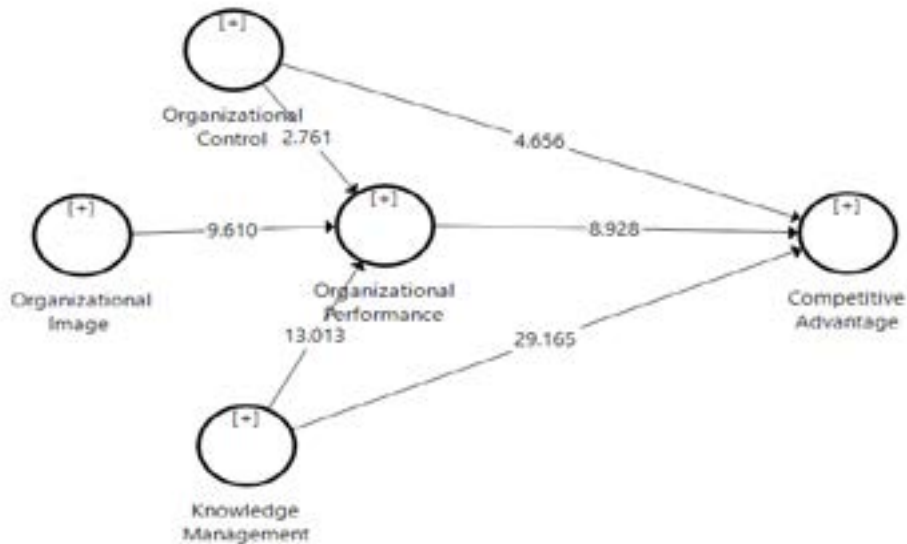 [+]
Organizational
Control
2.761
4.656
[+]
[+]
[+]
9.610
8.928
Organizational
Image
Organizational
Performance
Competitive
Advantage
13.013
29.165
[+]
Knowledge
Management